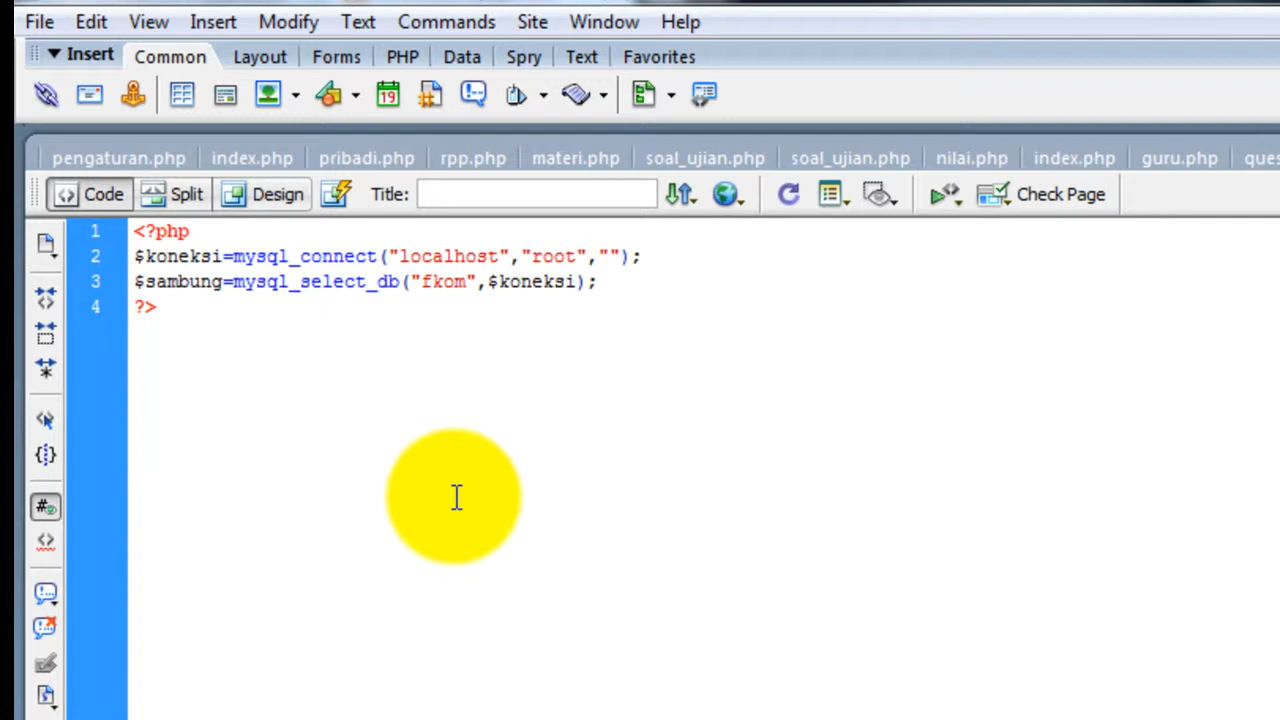 File Edit View Insert Modify Text Commands Site Window Help
Insert Common Layout Forms PHP Data Spry Text Favorites
19
pengaturan.php index.php pribadi.php rpp.php materi.php soal_ujian.php soal_ujian.php nilai.php index.php guru.php ques
Code Split Design Title: Check Page
1 <?php
2 $koneksi=mysql_connect("localhost","root","");
3 $sambung=mysql_select_db("fkom",$koneksi);
4 ?>